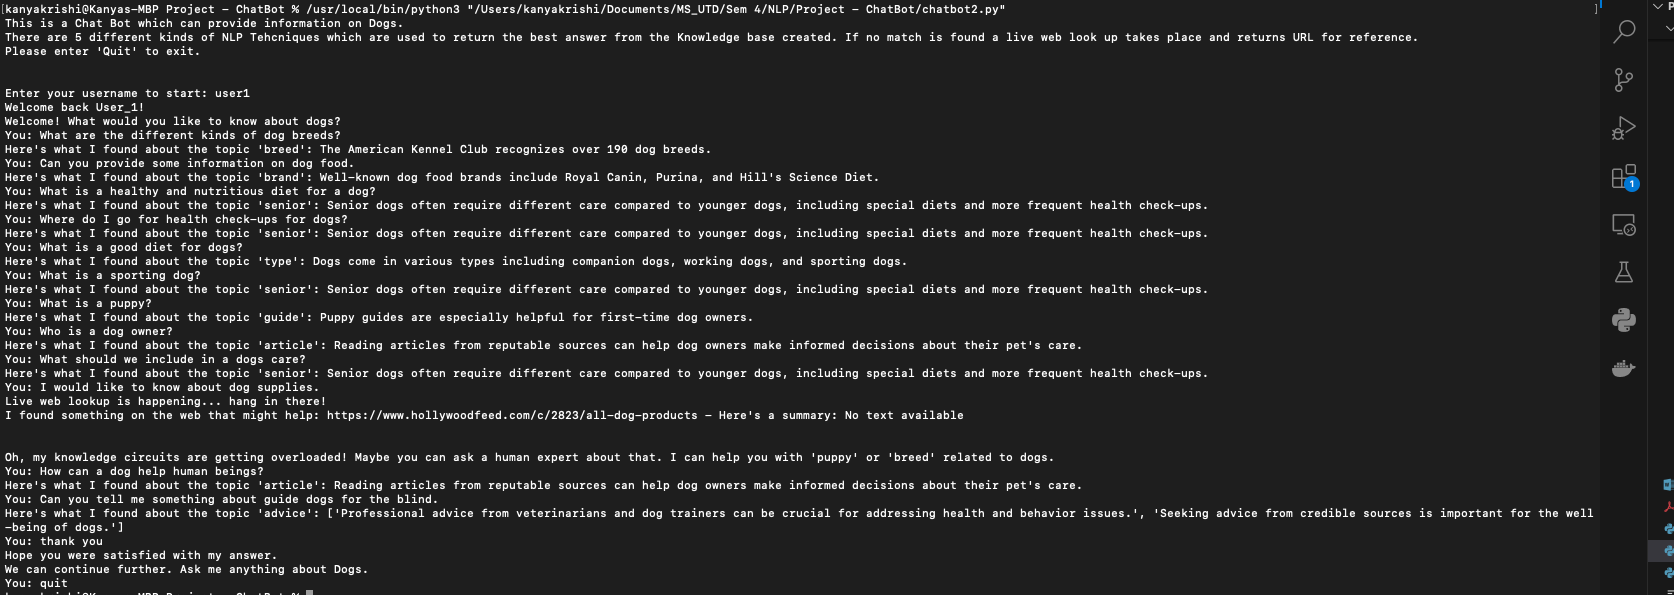 [kanyakrishi@Kanyas-MBP Project - ChatBot % /usr/local/bin/python3 "/Users/kanyakrishi/Documents/MS_UTD/Sem 4/NLP/Project - ChatBot/chatbot2.py" ]
This is a Chat Bot which can provide information on Dogs.
There are 5 different kinds of NLP Tehcniques which are used to return the best answer from the Knowledge base created. If no match is found a live web look up takes place and returns URL for reference.
Please enter 'Quit' to exit.
Enter your username to start: user1
Welcome back User_1!
Welcome! What would you like to know about dogs?
You: What are the different kinds of dog breeds?
Here's what I found about the topic 'breed': The American Kennel Club recognizes over 190 dog breeds.
You: Can you provide some information on dog food.
Here's what I found about the topic 'brand': Well-known dog food brands include Royal Canin, Purina, and Hill's Science Diet.
You: What is a healthy and nutritious diet for a dog?
Here's what I found about the topic 'senior': Senior dogs often require different care compared to younger dogs, including special diets and more frequent health check-ups.
You: Where do I go for health check-ups for dogs?
Here's what I found about the topic 'senior': Senior dogs often require different care compared to younger dogs, including special diets and more frequent health check-ups.
You: What is a good diet for dogs?
Here's what I found about the topic 'type': Dogs come in various types including companion dogs, working dogs, and sporting dogs.
You: What is a sporting dog?
Here's what I found about the topic 'senior': Senior dogs often require different care compared to younger dogs, including special diets and more frequent health check-ups.
You: What is a puppy?
Here's what I found about the topic 'guide': Puppy guides are especially helpful for first-time dog owners.
You: Who is a dog owner?
Here's what I found about the topic 'article': Reading articles from reputable sources can help dog owners make informed decisions about their pet's care.
You: What should we include in a dogs care?
Here's what I found about the topic 'senior': Senior dogs often require different care compared to younger dogs, including special diets and more frequent health check-ups.
You: I would like to know about dog supplies.
Live web lookup is happening... hang in there!
I found something on the web that might help: https://www.hollywoodfeed.com/c/2823/all-dog-products - Here's a summary: No text available
Oh, my knowledge circuits are getting overloaded! Maybe you can ask a human expert about that. I can help you with 'puppy' or 'breed' related to dogs.
You: How can a dog help human beings?
Here's what I found about the topic 'article': Reading articles from reputable sources can help dog owners make informed decisions about their pet's care.
You: Can you tell me something about guide dogs for the blind.
Here's what I found about the topic 'advice': ['Professional advice from veterinarians and dog trainers can be crucial for addressing health and behavior issues.', 'Seeking advice from credible sources is important for the well
-being of dogs.']
You: thank you
Hope you were satisfied with my answer.
We can continue further. Ask me anything about Dogs.
You: quit
1